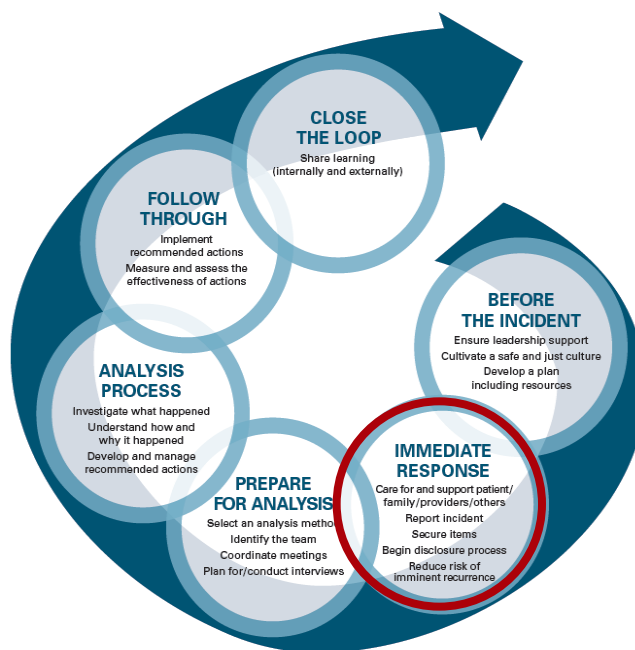 CLOSE
THE LOOP
Share learning
(internally and externally)
FOLLOW
THROUGH
Implement
recommended actions
Measure and assess the
effectiveness of actions
BEFORE
THE INCIDENT
Ensure leadership support
Cultivate a safe and just culture
Develop a plan
including resources
ANALYSIS
PROCESS
Investigate what happened
Understand how and
why it happened
Develop and manage
recommended actions
IMMEDIATE
RESPONSE
Care for and support patient/
family/providers/others
Report incident
Secure items
Begin disclosure process
Reduce risk of
imminent recurrence
PREPARE
FOR ANALYSIS
Select an analysis method
Identify the team
Coordinate meetings
Plan for/conduct interviews